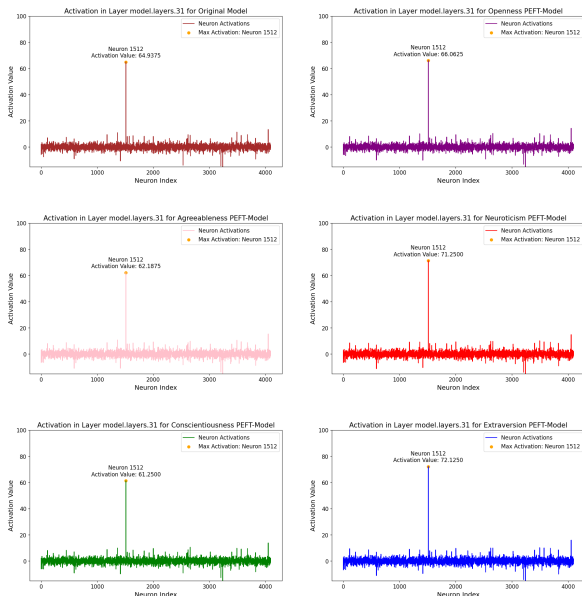 Activation in Layer model.layers.31 for Original Model
Activation Value
100
80
60
40
20
0
Neuron 1512
Activation Value: 64.9375
Neuron Activations
Max Activation: Neuron 1512
0
1000
2000
3000
4000
Neuron Index
Activation in Layer model.layers.31 for Openness PEFT-Model
Activation Value
100
80
60
40
20
0
Neuron 1512
Activation Value: 66.0625
Neuron Activations
Max Activation: Neuron 1512
0
1000
2000
3000
4000
Neuron Index
Activation in Layer model.layers.31 for Agreeableness PEFT-Model
Activation Value
100
80
60
40
20
0
Neuron 1512
Activation Value: 62.1875
Neuron Activations
Max Activation: Neuron 1512
0
1000
2000
3000
4000
Neuron Index
Activation in Layer model.layers.31 for Neuroticism PEFT-Model
Activation Value
100
80
60
40
20
0
Neuron 1512
Activation Value: 71.2500
Neuron Activations
Max Activation: Neuron 1512
0
1000
2000
3000
4000
Neuron Index
Activation in Layer model.layers.31 for Conscientiousness PEFT-Model
Activation Value
100
80
60
40
20
0
Neuron 1512
Activation Value: 61.2500
Neuron Activations
Max Activation: Neuron 1512
0
1000
2000
3000
4000
Neuron Index
Activation in Layer model.layers.31 for Extraversion PEFT-Model
Activation Value
100
80
60
40
20
0
Neuron 1512
Activation Value: 72.1250
Neuron Activations
Max Activation: Neuron 1512
0
1000
2000
3000
4000
Neuron Index